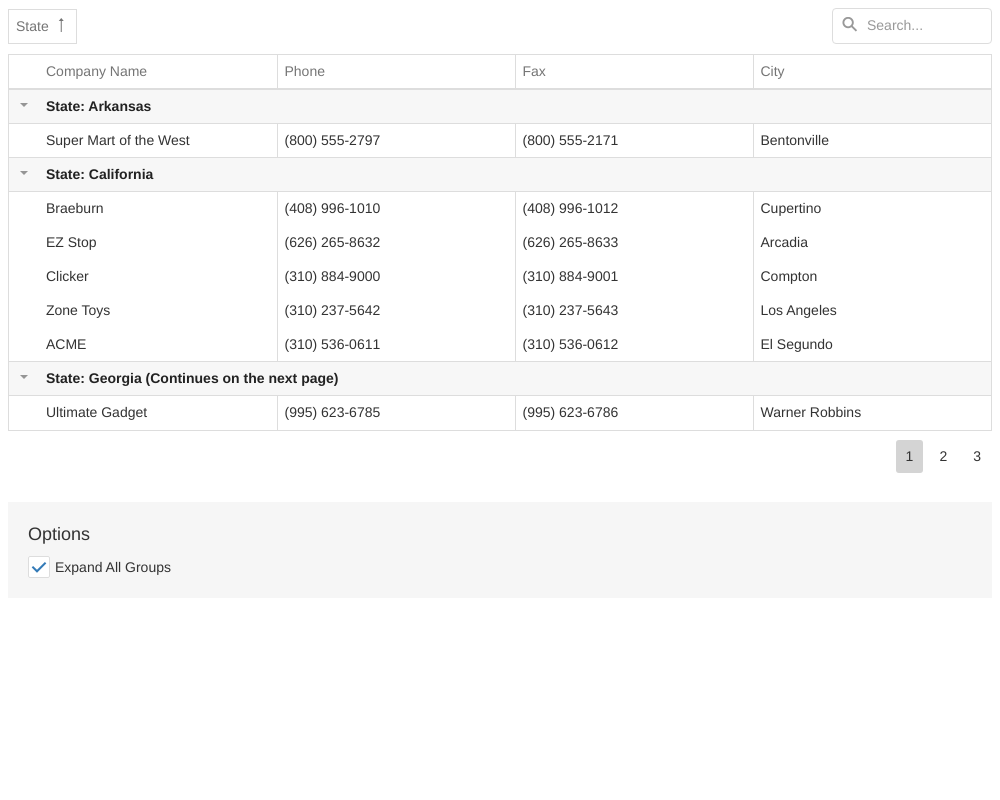 State
Search...
Company Name Phone Fax City
State: Arkansas
Super Mart of the West (800) 555-2797 (800) 555-2171 Bentonville
State: California
Braeburn (408) 996-1010 (408) 996-1012 Cupertino
EZ Stop (626) 265-8632 (626) 265-8633 Arcadia
Clicker (310) 884-9000 (310) 884-9001 Compton
Zone Toys (310) 237-5642 (310) 237-5643 Los Angeles
ACME (310) 536-0611 (310) 536-0612 El Segundo
State: Georgia (Continues on the next page)
Ultimate Gadget (995) 623-6785 (995) 623-6786 Warner Robbins
1 2 3
Options
Expand All Groups